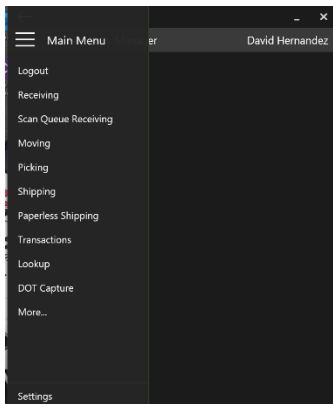 Main Menu
er
David Hernandez
Logout
Receiving
Scan Queue Receiving
Moving
Picking
Shipping
Paperless Shipping
Transactions
Lookup
DOT Capture
More...
Settings